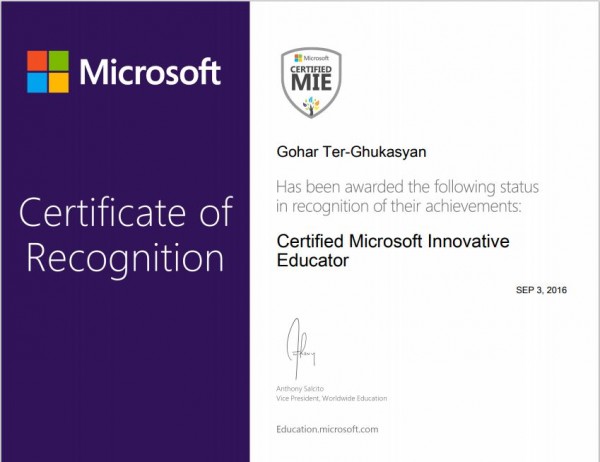 Microsoft
Certificate of
Recognition
Microsoft
CERTIFIED
MIE
Gohar Ter-Ghukasyan
Has been awarded the following status
in recognition of their achievements:
Certified Microsoft Innovative
Educator
SEP 3, 2016
Anthony Salcito
Vice President, Worldwide Education
Education.microsoft.com